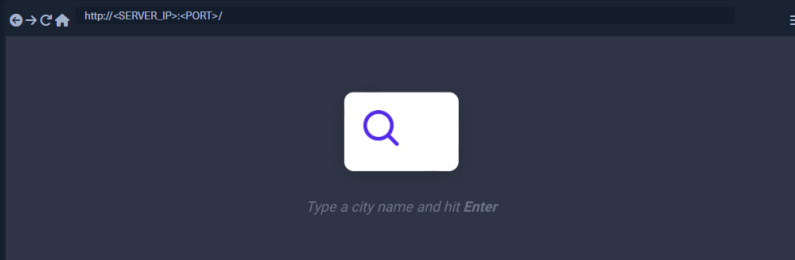 http://<SERVER_IP>:<PORT>/
Type a city name and hit Enter